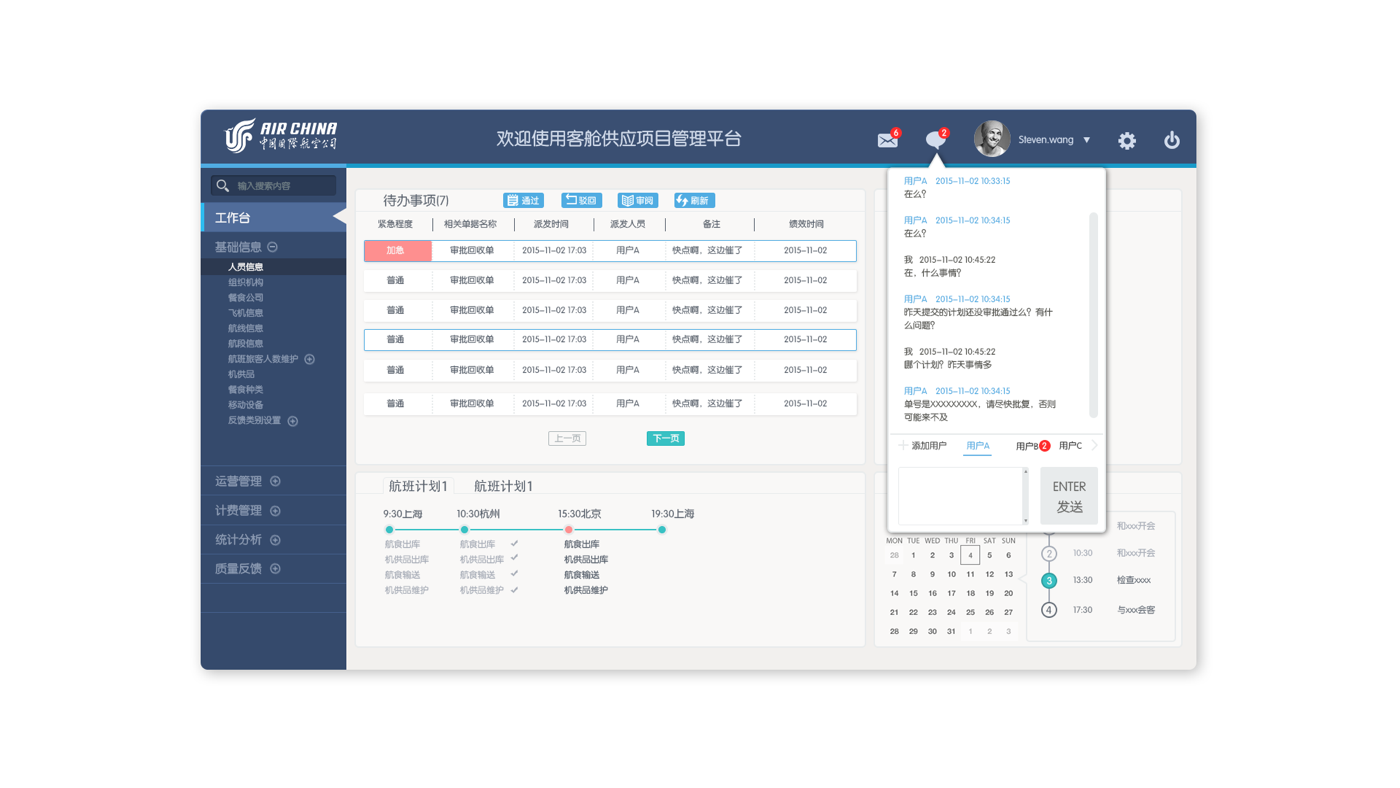 AIR CHINA
中国国际航空公司
欢迎使用客舱供应项目管理平台
6
2
Steven.wang
输入搜索内容
工作台
基础信息
人员信息
组织机构
餐食公司
飞机信息
航线信息
航段信息
航班旅客人数维护
机供品
餐食种类
移动设备
反馈类别设置
运营管理
计费管理
统计分析
质量反馈
待办事项(7)
通过
驳回
审阅
刷新
紧急程度 相关单据名称 派发时间 派发人员 备注 绩效时间
加急 审批回收单 2015-11-02 17:03 用户A 快点啊，这边催了 2015-11-02
普通 审批回收单 2015-11-02 17:03 用户A 快点啊，这边催了 2015-11-02
普通 审批回收单 2015-11-02 17:03 用户A 快点啊，这边催了 2015-11-02
普通 审批回收单 2015-11-02 17:03 用户A 快点啊，这边催了 2015-11-02
普通 审批回收单 2015-11-02 17:03 用户A 快点啊，这边催了 2015-11-02
普通 审批回收单 2015-11-02 17:03 用户A 快点啊，这边催了 2015-11-02
上一页 下一页
航班计划1 航班计划1
9:30上海 10:30杭州 15:30北京 19:30上海
航食出库 航食出库 航食出库
机供品出库 机供品出库 机供品出库
航食输送 航食输送 航食输送
机供品维护 机供品维护 机供品维护
用户A 2015-11-02 10:33:15
在么？
用户A 2015-11-02 10:34:15
在么？
我 2015-11-02 10:45:22
在，什么事情？
用户A 2015-11-02 10:34:15
昨天提交的计划还没审批通过么？有什
么问题？
我 2015-11-02 10:45:22
哪个计划？昨天事情多
用户A 2015-11-02 10:34:15
单号是XXXXXXXXX，请尽快批复，否则
可能来不及
添加用户 用户A 用户B 2 用户C
ENTER
发送
MON TUE WED THU FRI SAT SUN
28 1 2 3 4 5 6
7 8 9 10 11 12 13
14 15 16 17 18 19 20
21 22 23 24 25 26 27
28 29 30 31 1 2 3
和xxx开会
2 10:30 和xxx开会
3 13:30 检查xxxx
4 17:30 与xxx会客